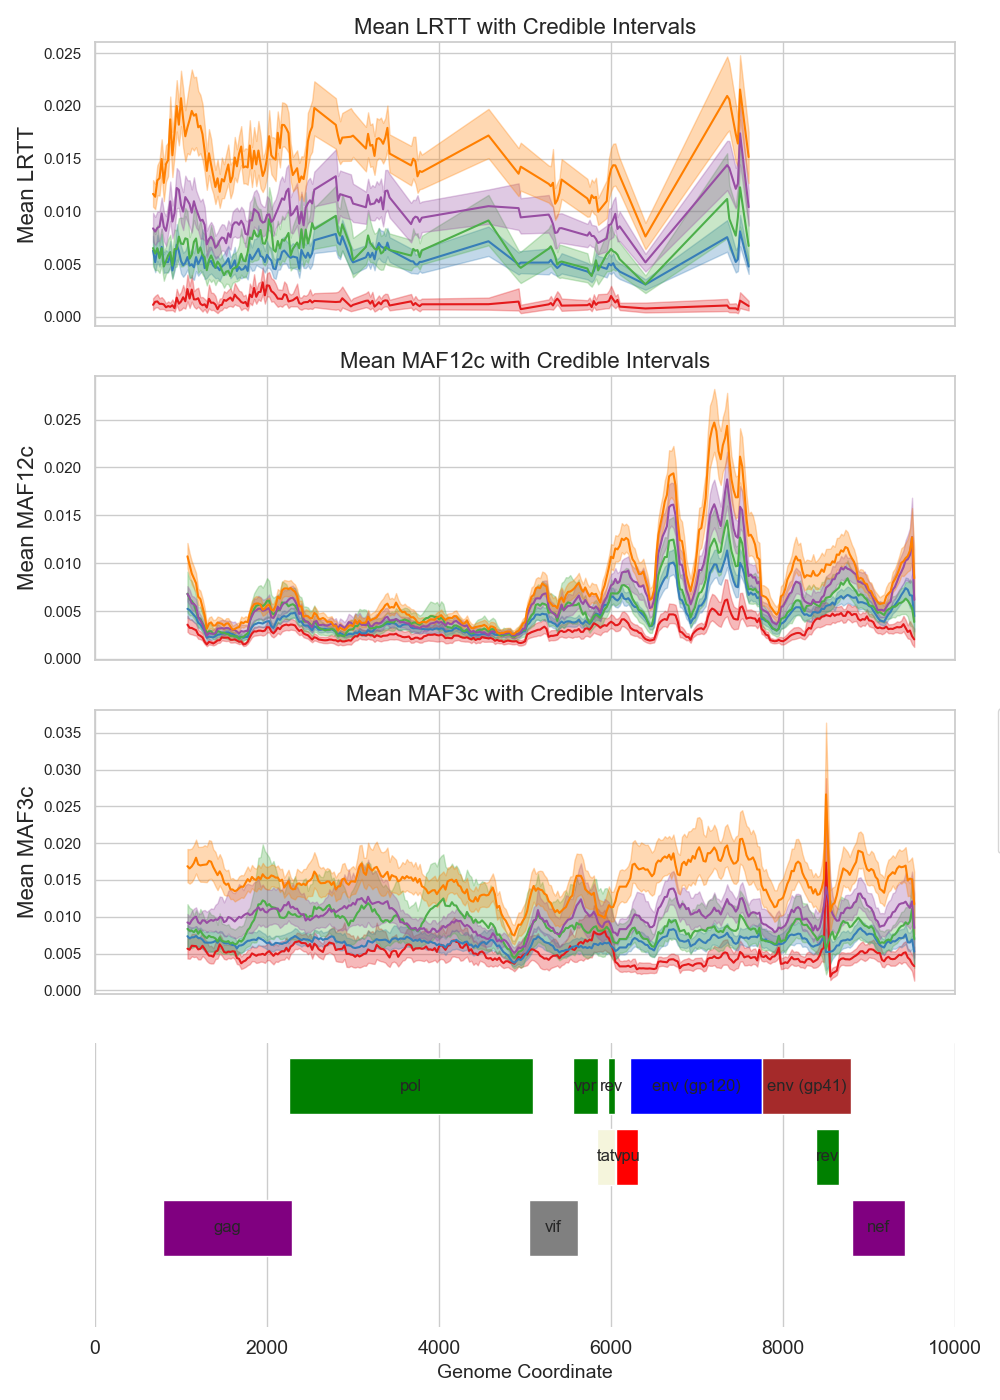 Mean LRTT with Credible Intervals
0.025
0.020
0.015
0.010
0.005
0.000
Mean LRTT
Mean MAF12c with Credible Intervals
0.025
0.020
0.015
0.010
0.005
0.000
Mean MAF12c
Mean MAF3c with Credible Intervals
0.035
0.030
0.025
0.020
0.015
0.010
0.005
0.000
Mean MAF3c
pol
vpr
rev
env (gp120)
env (gp41)
tat
vpu
rev
gag
vif
nef
0
2000
4000
6000
8000
10000
Genome Coordinate